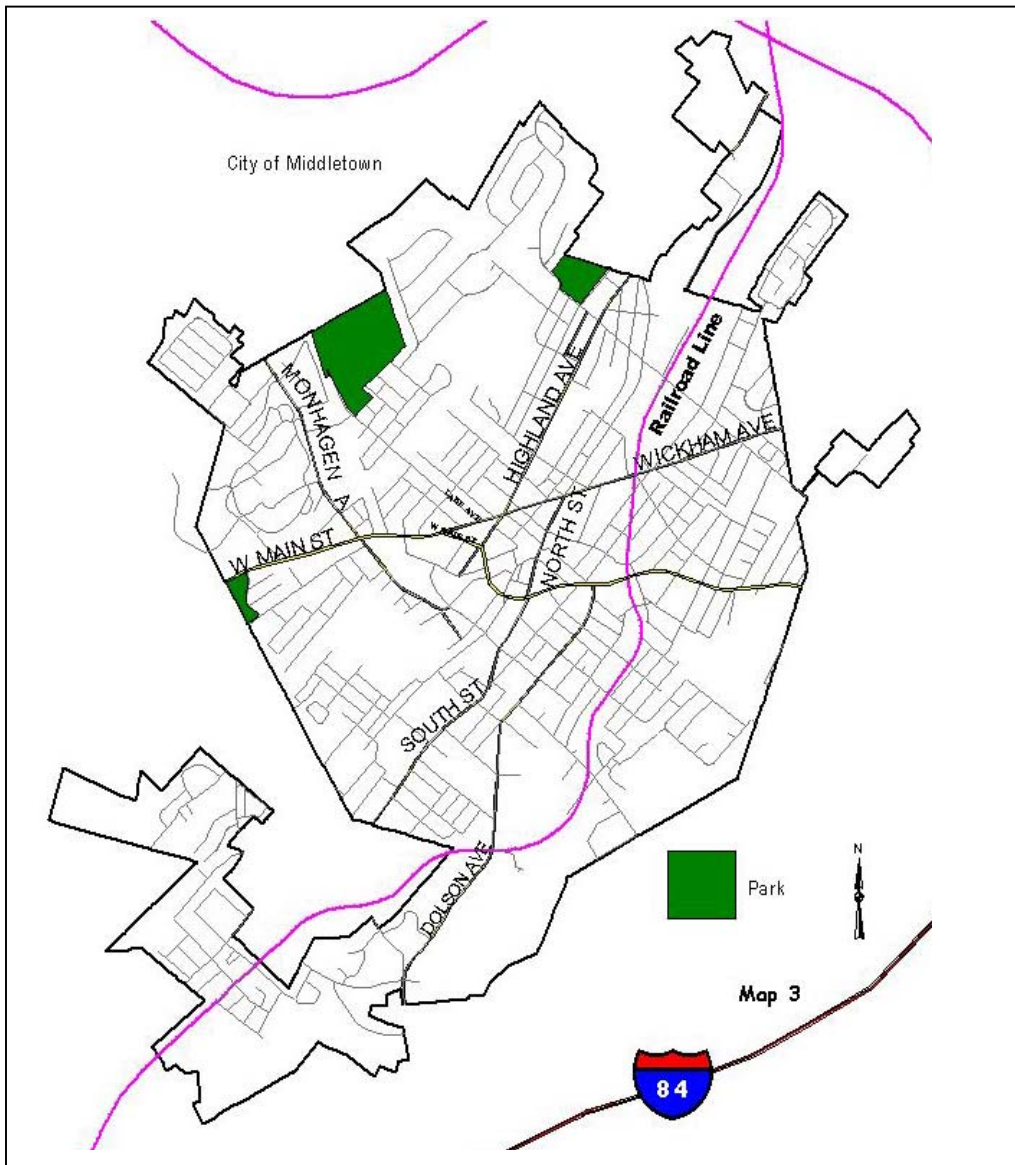 City of Middletown
MONHAGEN A
HIGHLAND AVE
Railroad Line
WICKHAM AVE
W MAIN ST
NORTH ST
SOUTH ST
DOLSON AVE
N
Park
Map 3
84